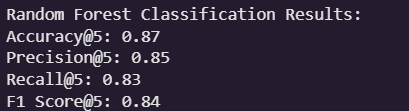 Random Forest Classification Results:
Accuracy@5: 0.87
Precision@5: 0.85
Recall@5: 0.83
F1 Score@5: 0.84